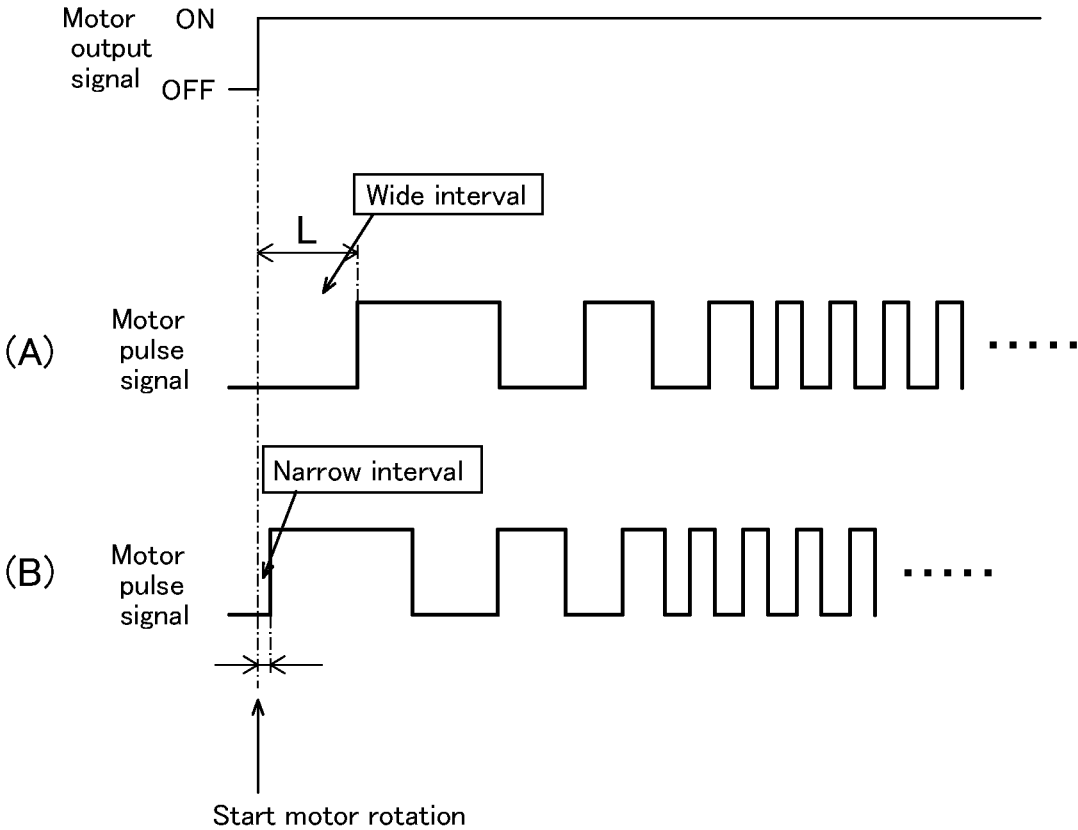 Motor ON
output
signal OFF
Wide interval
L
(A) Motor
pulse
signal
Narrow interval
(B) Motor
pulse
signal
Start motor rotation